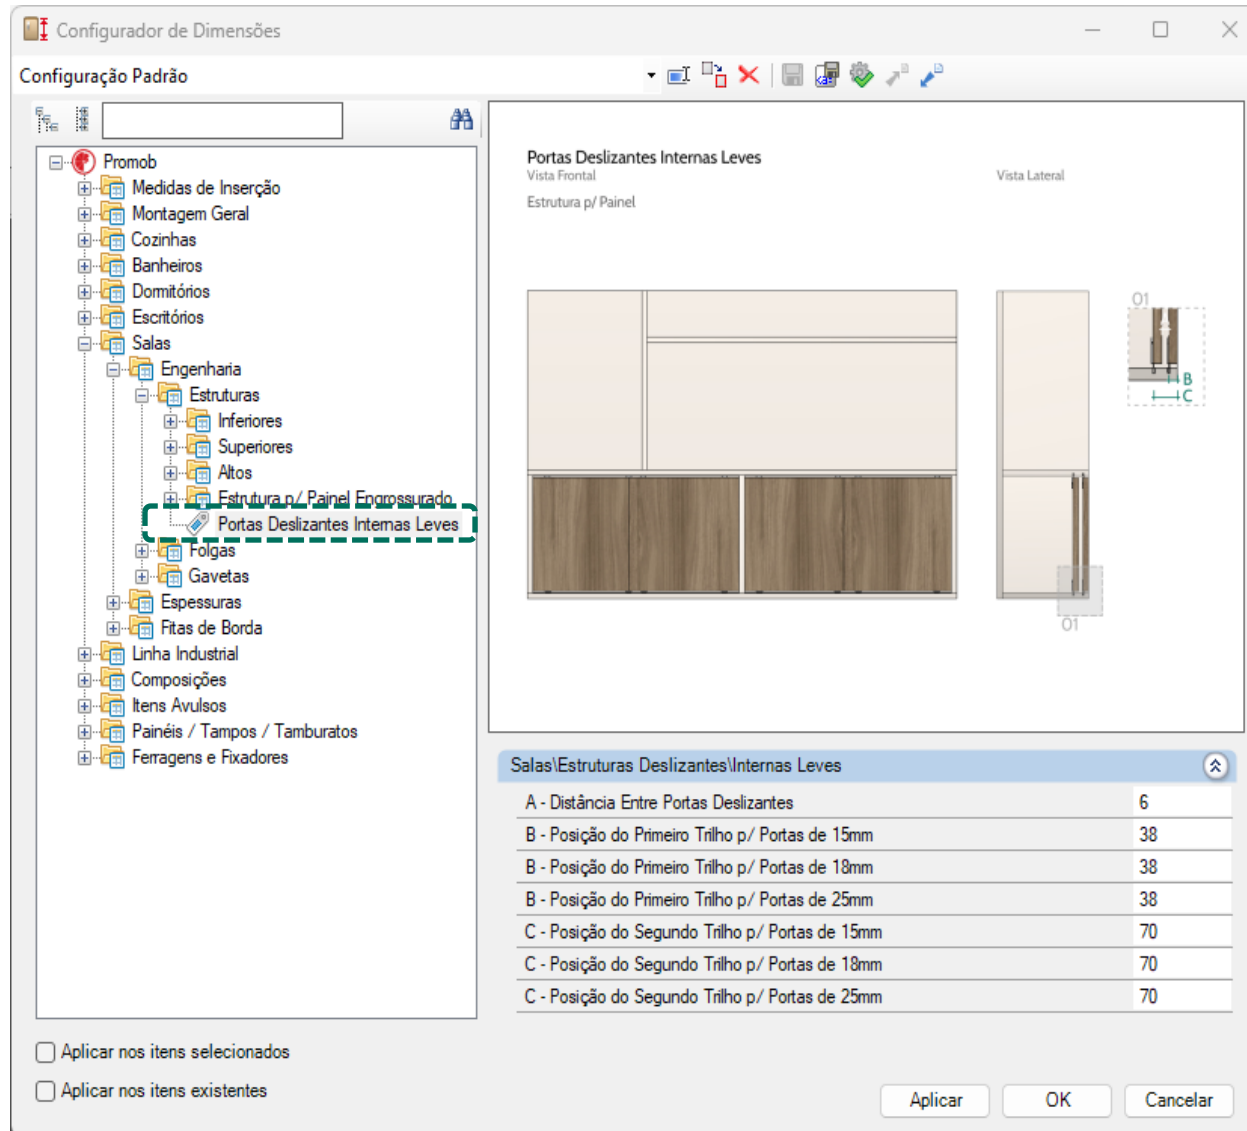 Configurador de Dimensões
Configuração Padrão
Promob
Medidas de Inserção
Montagem Geral
Cozinhas
Banheiros
Dormitórios
Escritórios
Salas
Engenharia
Estruturas
Inferiores
Superiores
Altos
Estrutura p/ Painel Engrossurado
Portas Deslizantes Internas Leves
Folgas
Gavetas
Espessuras
Fitas de Borda
Linha Industrial
Composições
Itens Avulsos
Painéis / Tampos / Tamburatos
Ferragens e Fixadores
Portas Deslizantes Internas Leves
Vista Frontal
Vista Lateral
Estrutura p/ Painel
01
B
C
01
Salas\Estruturas Deslizantes\Internas Leves
A - Distância Entre Portas Deslizantes 6
B - Posição do Primeiro Trilho p/ Portas de 15mm 38
B - Posição do Primeiro Trilho p/ Portas de 18mm 38
B - Posição do Primeiro Trilho p/ Portas de 25mm 38
C - Posição do Segundo Trilho p/ Portas de 15mm 70
C - Posição do Segundo Trilho p/ Portas de 18mm 70
C - Posição do Segundo Trilho p/ Portas de 25mm 70
Aplicar nos itens selecionados
Aplicar nos itens existentes
Aplicar OK Cancelar